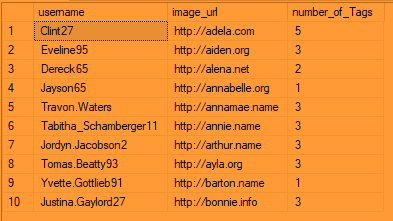 username image_url number_of_Tags
1 Clint27 http://adela.com 5
2 Eveline95 http://aiden.org 3
3 Dereck65 http://alena.net 2
4 Jayson65 http://annabelle.org 1
5 Travon.Waters http://annamae.name 3
6 Tabitha_Schamberger11 http://annie.name 3
7 Jordyn.Jacobson2 http://arthur.name 3
8 Tomas.Beatty93 http://ayla.org 3
9 Yvette.Gottlieb91 http://barton.name 1
10 Justina.Gaylord27 http://bonnie.info 3